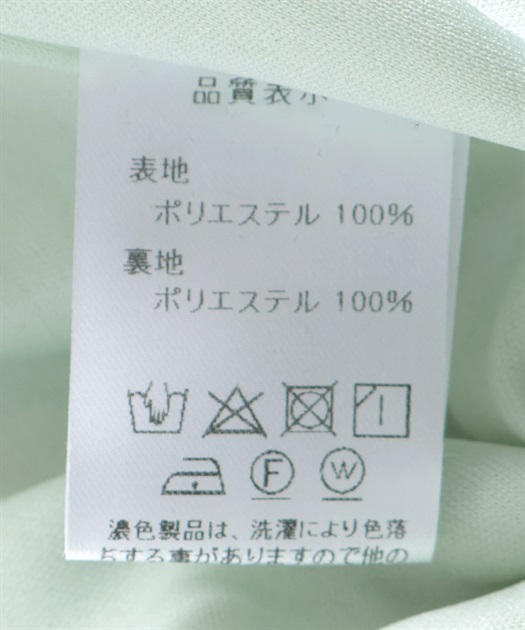 品質表示
表地
ポリエステル 100%
裏地
ポリエステル 100%
F W
濃色製品は、洗濯により色落
ちする事がありますので他の